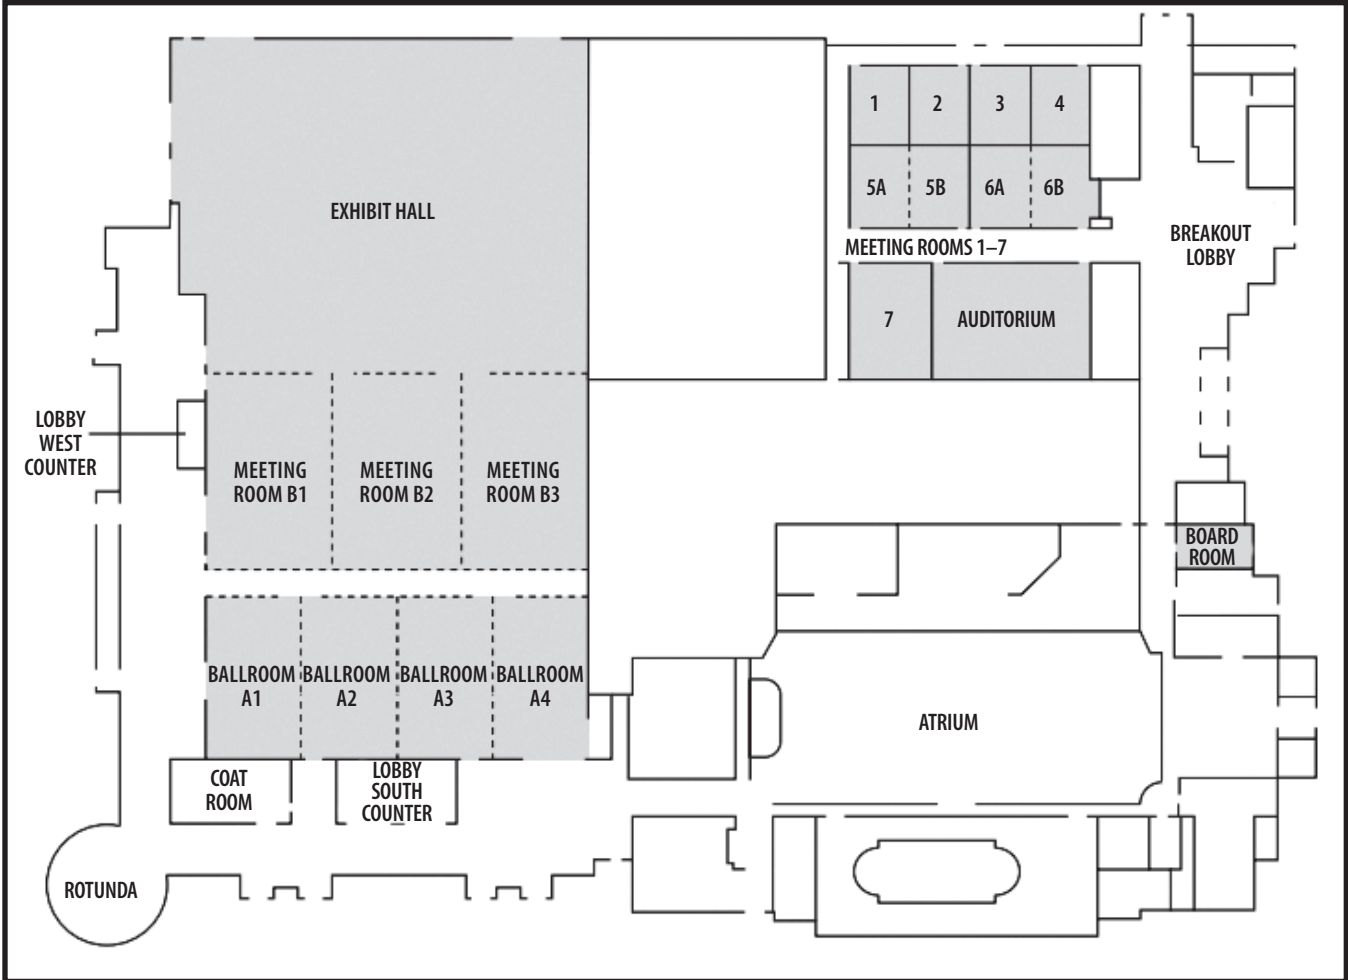 1
2
3
4
5A
5B
6A
6B
EXHIBIT HALL
MEETING ROOMS 1–7
BREAKOUT
LOBBY
7
AUDITORIUM
LOBBY
WEST
COUNTER
MEETING
ROOM B1
MEETING
ROOM B2
MEETING
ROOM B3
BOARD
ROOM
BALLROOM
A1
BALLROOM
A2
BALLROOM
A3
BALLROOM
A4
ATRIUM
COAT
ROOM
LOBBY
SOUTH
COUNTER
ROTUNDA